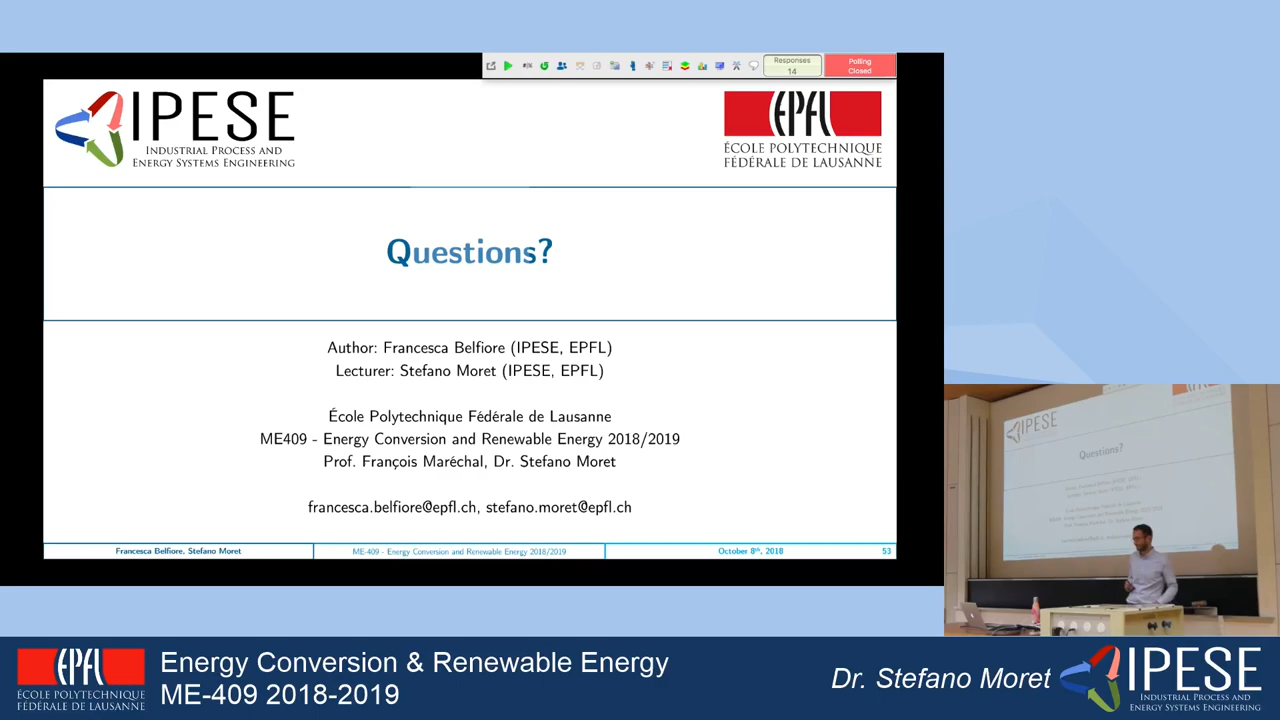 Responses
14
Polling
Closed
IPESE
INDUSTRIAL PROCESS AND
ENERGY SYSTEMS ENGINEERING
EPFL
ÉCOLE POLYTECHNIQUE
FÉDÉRALE DE LAUSANNE
Questions?
Author: Francesca Belfiore (IPESE, EPFL)
Lecturer: Stefano Moret (IPESE, EPFL)
École Polytechnique Fédérale de Lausanne
ME409 - Energy Conversion and Renewable Energy 2018/2019
Prof. François Maréchal, Dr. Stefano Moret
francesca.belfiore@epfl.ch, stefano.moret@epfl.ch
Francesca Belfiore, Stefano Moret
ME-409 - Energy Conversion and Renewable Energy 2018/2019
October 8th, 2018
53
IPESE
Questions?
EPFL
ÉCOLE POLYTECHNIQUE
FÉDÉRALE DE LAUSANNE
Energy Conversion & Renewable Energy
ME-409 2018-2019
Dr. Stefano Moret
IPESE
INDUSTRIAL PROCESS AND
ENERGY SYSTEMS ENGINEERING